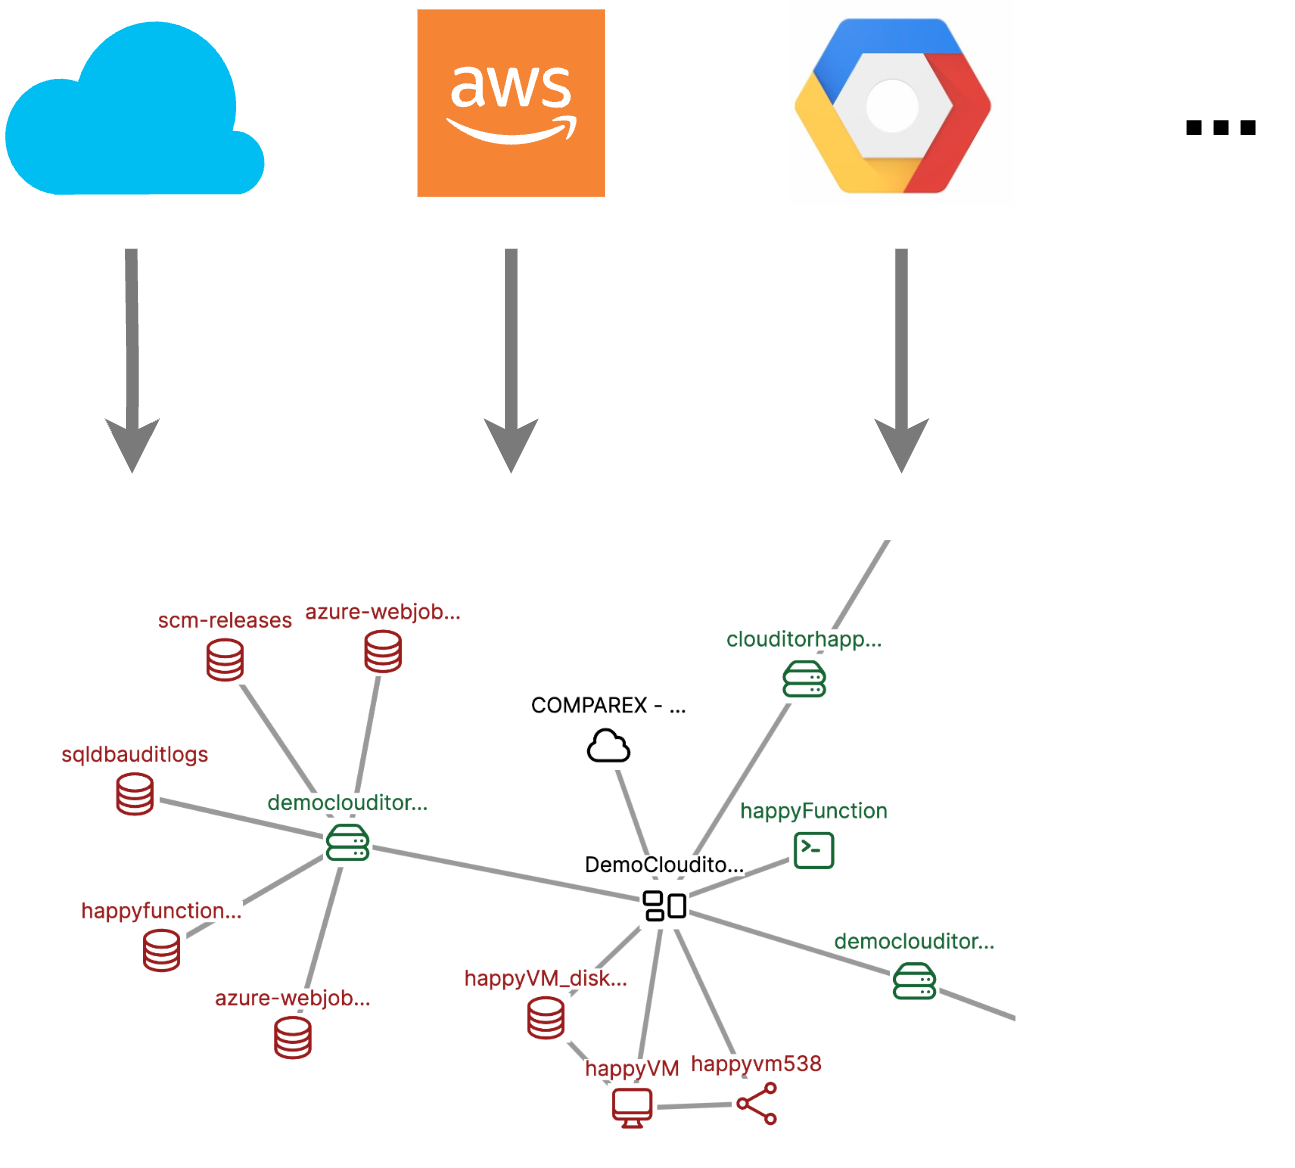 aws
...
scm-releases
azure-webjob...
clouditorhapp...
COMPAREX - ...
sqldbauditlogs
democlouditor...
happyFunction
DemoCloudito...
happyfunction...
democlouditor...
happyVM_disk...
azure-webjob...
happyVM
happyvm538